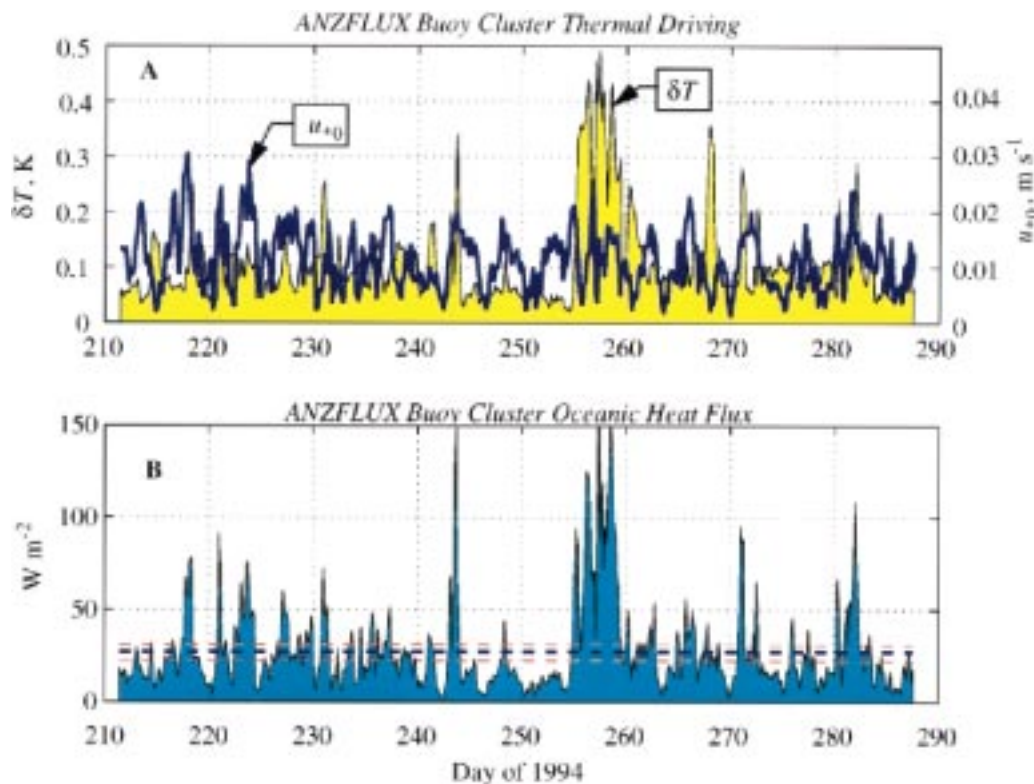 ANZFLUX Buoy Cluster Thermal Driving
A
u*0
δT
0.5
0.4
0.3
0.2
0.1
0
δT, K
0.04
0.03
0.02
0.01
0
u*0, m s-1
210 220 230 240 250 260 270 280 290
ANZFLUX Buoy Cluster Oceanic Heat Flux
B
150
100
50
0
W m-2
210 220 230 240 250 260 270 280 290
Day of 1994